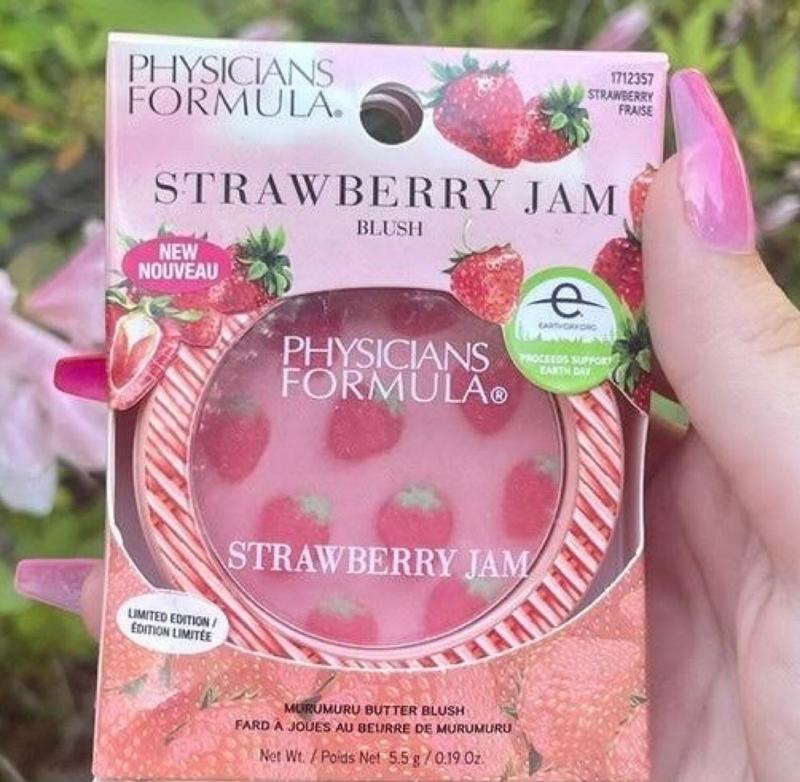 PHYSICIANS
FORMULA®
1712357
STRAWBERRY
FRAISE
STRAWBERRY JAM
BLUSH
NEW
NOUVEAU
e
EARTHDAY.ORG
PROCEEDS SUPPORT
EARTH DAY
PHYSICIANS
FORMULA®
STRAWBERRY JAM
LIMITED EDITION /
ÉDITION LIMITÉE
MURUMURU BUTTER BLUSH
FARD À JOUES AU BEURRE DE MURUMURU
Net Wt. / Poids Net 5.5 g / 0.19 Oz.